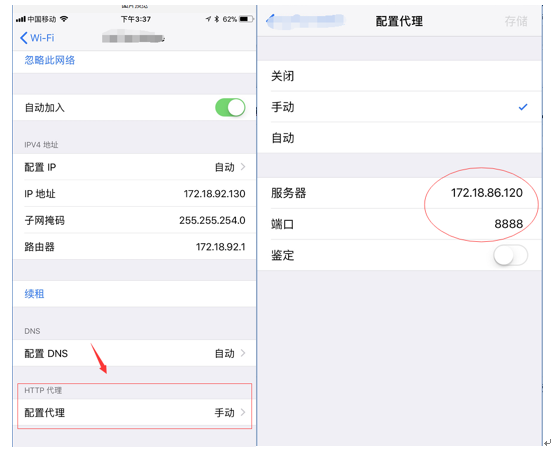 图片预览
中国移动 下午3:37 62%
Wi-Fi
忽略此网络
自动加入
IPV4 地址
配置 IP 自动
IP 地址 172.18.92.130
子网掩码 255.255.254.0
路由器 172.18.92.1
续租
DNS
配置 DNS 自动
HTTP 代理
配置代理 手动
配置代理 存储
关闭
手动
自动
服务器 172.18.86.120
端口 8888
鉴定